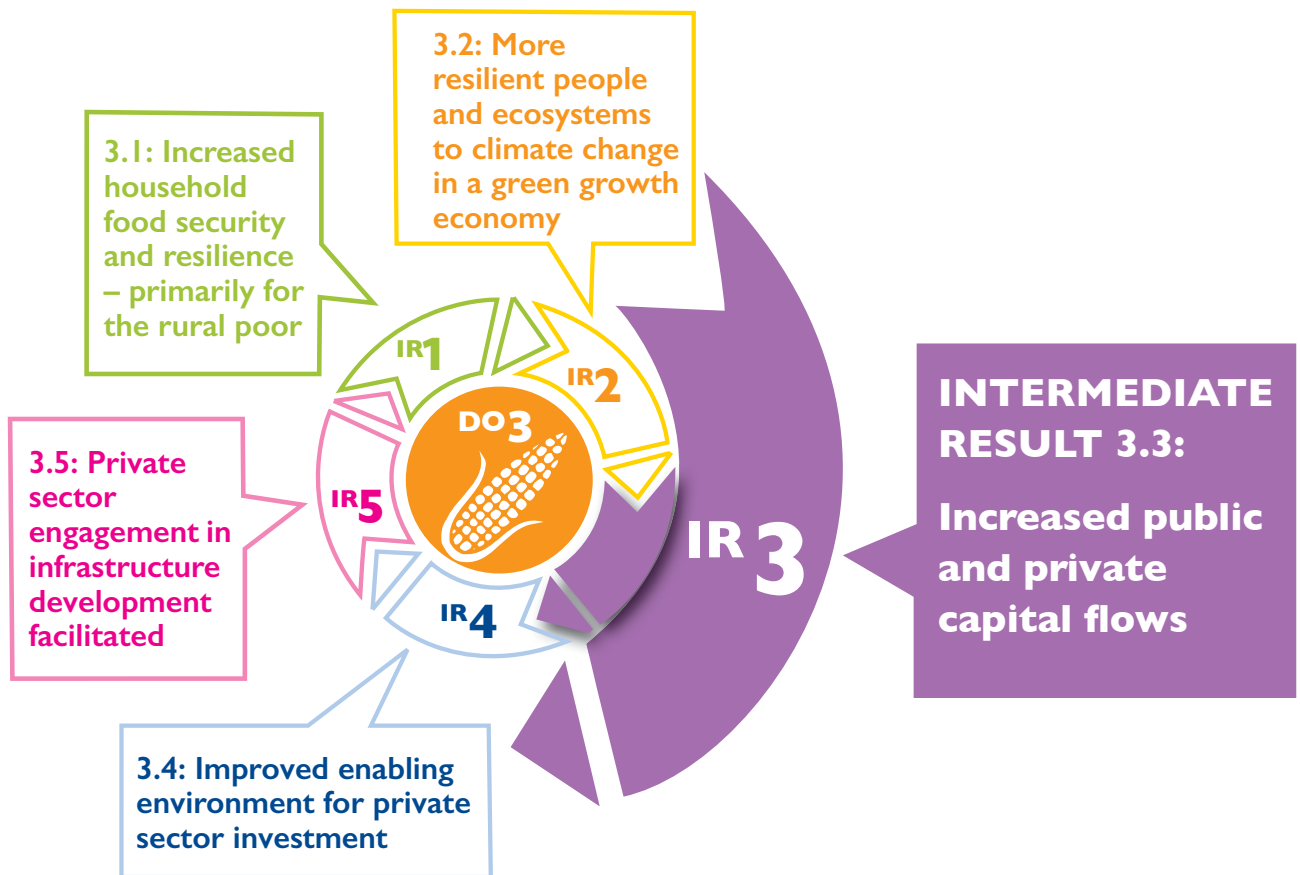 3.2: More
resilient people
and ecosystems
to climate change
in a green growth
economy
3.1: Increased
household
food security
and resilience
– primarily for
the rural poor
IR1
IR2
DO3
IR5
IR4
IR 3
3.5: Private
sector
engagement in
infrastructure
development
facilitated
3.4: Improved enabling
environment for private
sector investment
INTERMEDIATE
RESULT 3.3:
Increased public
and private
capital flows